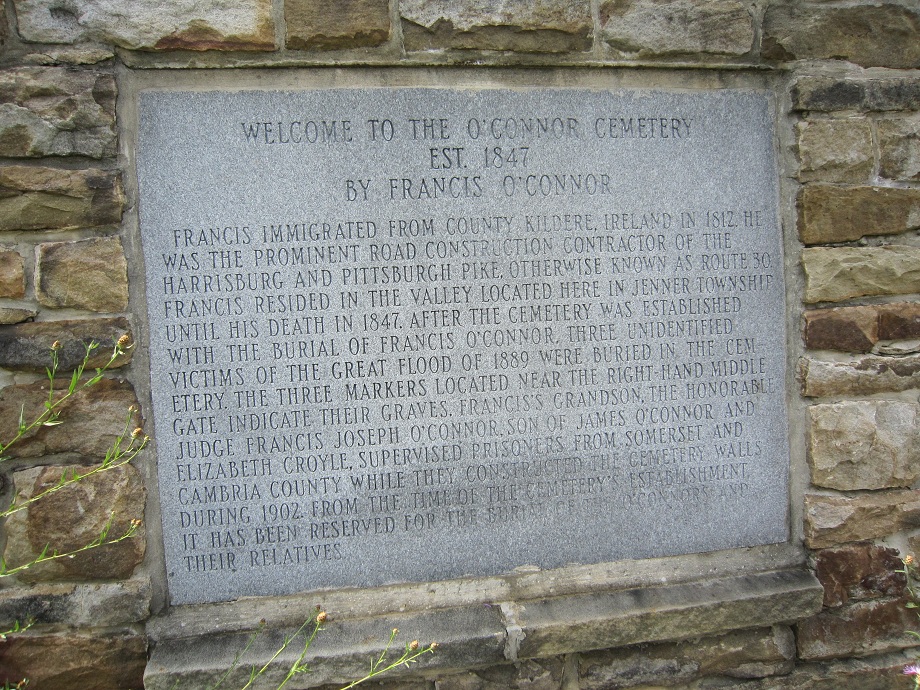 WELCOME TO THE O'CONNOR CEMETERY
EST. 1847
BY FRANCIS O'CONNOR
FRANCIS IMMIGRATED FROM COUNTY KILDERE, IRELAND IN 1812. HE
WAS THE PROMINENT ROAD CONSTRUCTION CONTRACTOR OF THE
HARRISBURG AND PITTSBURGH PIKE, OTHERWISE KNOWN AS ROUTE 30.
FRANCIS RESIDED IN THE VALLEY LOCATED HERE IN JENNER TOWNSHIP
UNTIL HIS DEATH IN 1847. AFTER THE CEMETERY WAS ESTABLISHED
WITH THE BURIAL OF FRANCIS O'CONNOR, THREE UNIDENTIFIED
VICTIMS OF THE GREAT FLOOD OF 1889 WERE BURIED IN THE CEM-
ETERY. THE THREE MARKERS LOCATED NEAR THE RIGHT-HAND MIDDLE
GATE INDICATE THEIR GRAVES. FRANCIS'S GRANDSON, THE HONORABLE
JUDGE FRANCIS JOSEPH O'CONNOR, SON OF JAMES O'CONNOR AND
ELIZABETH CROYLE, SUPERVISED PRISONERS FROM SOMERSET AND
CAMBRIA COUNTY WHILE THEY CONSTRUCTED THE CEMETERY WALLS
DURING 1902. FROM THE TIME OF THE CEMETERY'S ESTABLISHMENT,
IT HAS BEEN RESERVED FOR THE BURIAL OF THE O'CONNORS AND
THEIR RELATIVES.